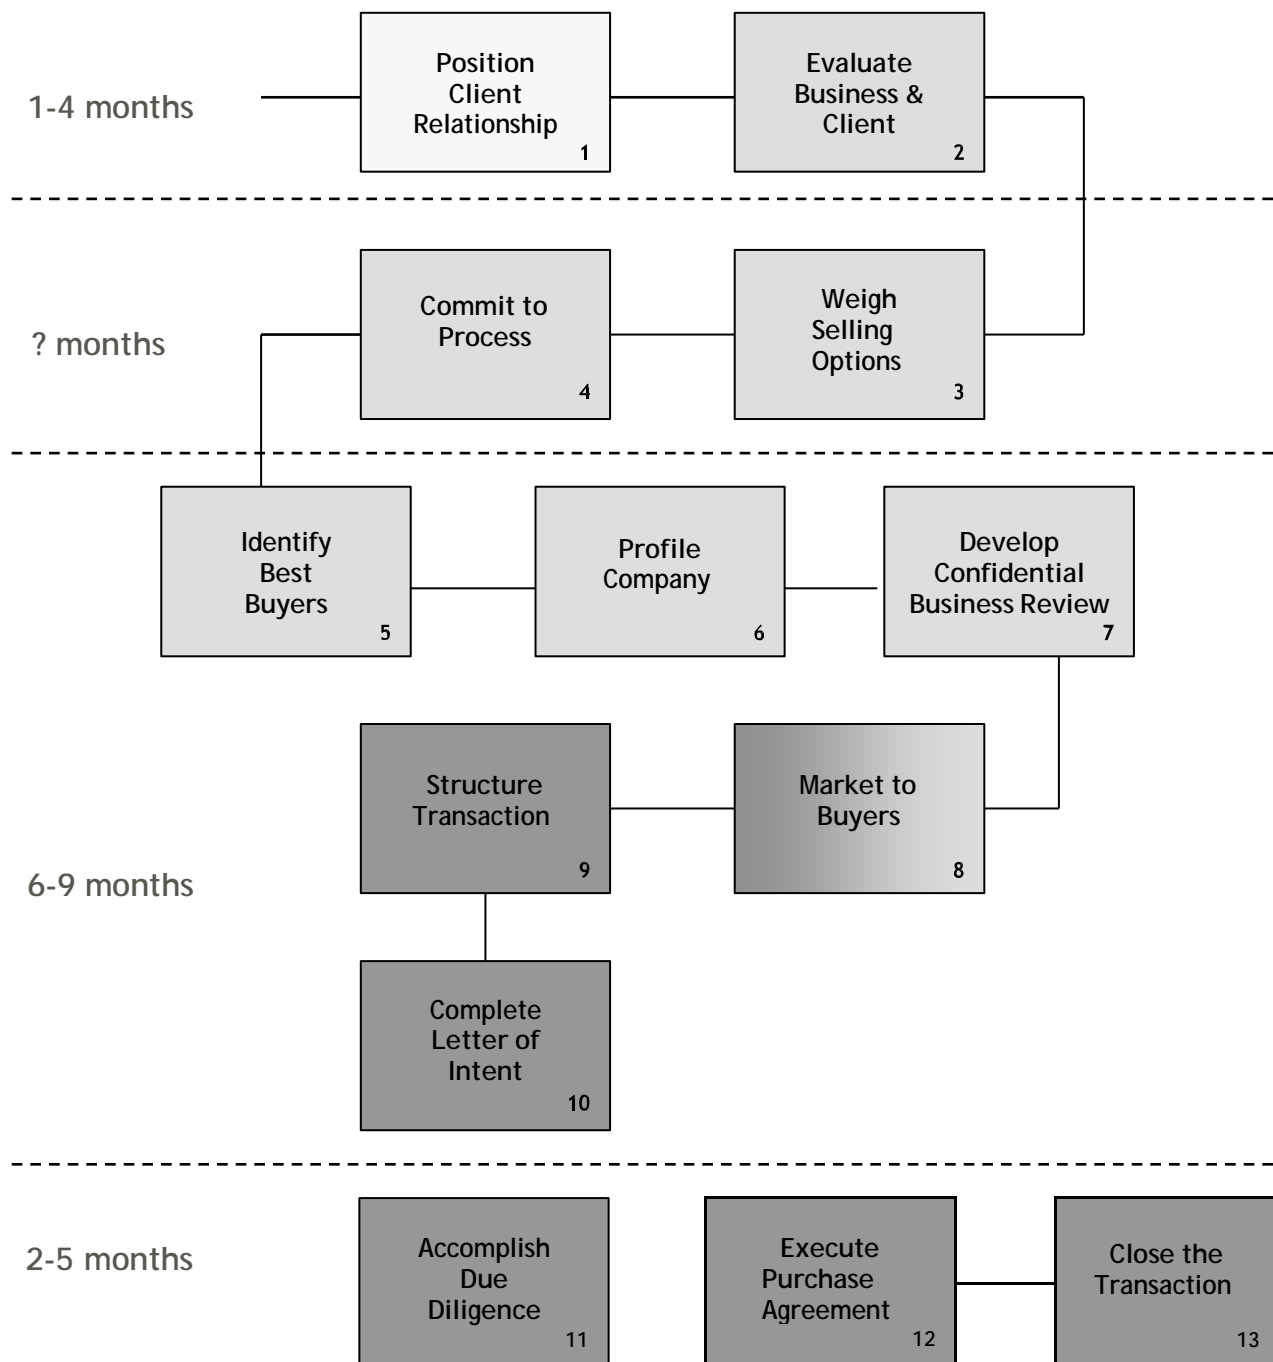 1-4 months
Position
Client
Relationship
1
Evaluate
Business &
Client
2
? months
Commit to
Process
4
Weigh
Selling
Options
3
Identify
Best
Buyers
5
Profile
Company
6
Develop
Confidential
Business Review
7
6-9 months
Structure
Transaction
9
Market to
Buyers
8
Complete
Letter of
Intent
10
2-5 months
Accomplish
Due
Diligence
11
Execute
Purchase
Agreement
12
Close the
Transaction
13